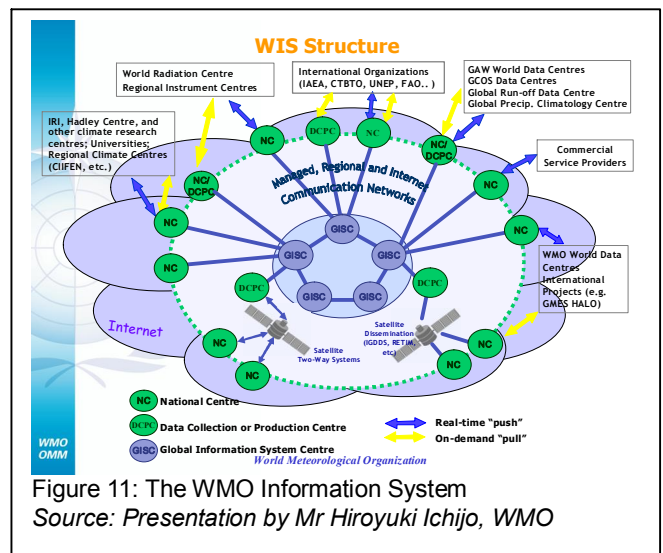 WIS Structure
World Radiation Centre
Regional Instrument Centres
International Organizations
(IAEA, CTBTO, UNEP, FAO.. )
GAW World Data Centres
GCOS Data Centres
Global Run-off Data Centre
Global Precip. Climatology Centre
IRI, Hadley Centre, and
other climate research
centres; Universities;
Regional Climate Centres
(CIIFEN, etc.)
Commercial
Service Providers
NC
DCPC
NC
NC/
DCPC
NC/
DCPC
NC
NC
NC
NC
Managed, Regional and Internet
Communication Networks
GISC
GISC
GISC
GISC
GISC
WMO World Data
Centres
International
Projects (e.g.
GMES HALO)
NC
DCPC
DCPC
Internet
NC
NC
Satellite
Two-Way Systems
Satellite
Dissemination
(IGDDS, RETIM,
etc)
NC
NC
NC National Centre
DCPC Data Collection or Production Centre
GISC Global Information System Centre
Real-time “push”
On-demand “pull”
WMO
OMM
World Meteorological Organization
Figure 11: The WMO Information System
Source: Presentation by Mr Hiroyuki Ichijo, WMO